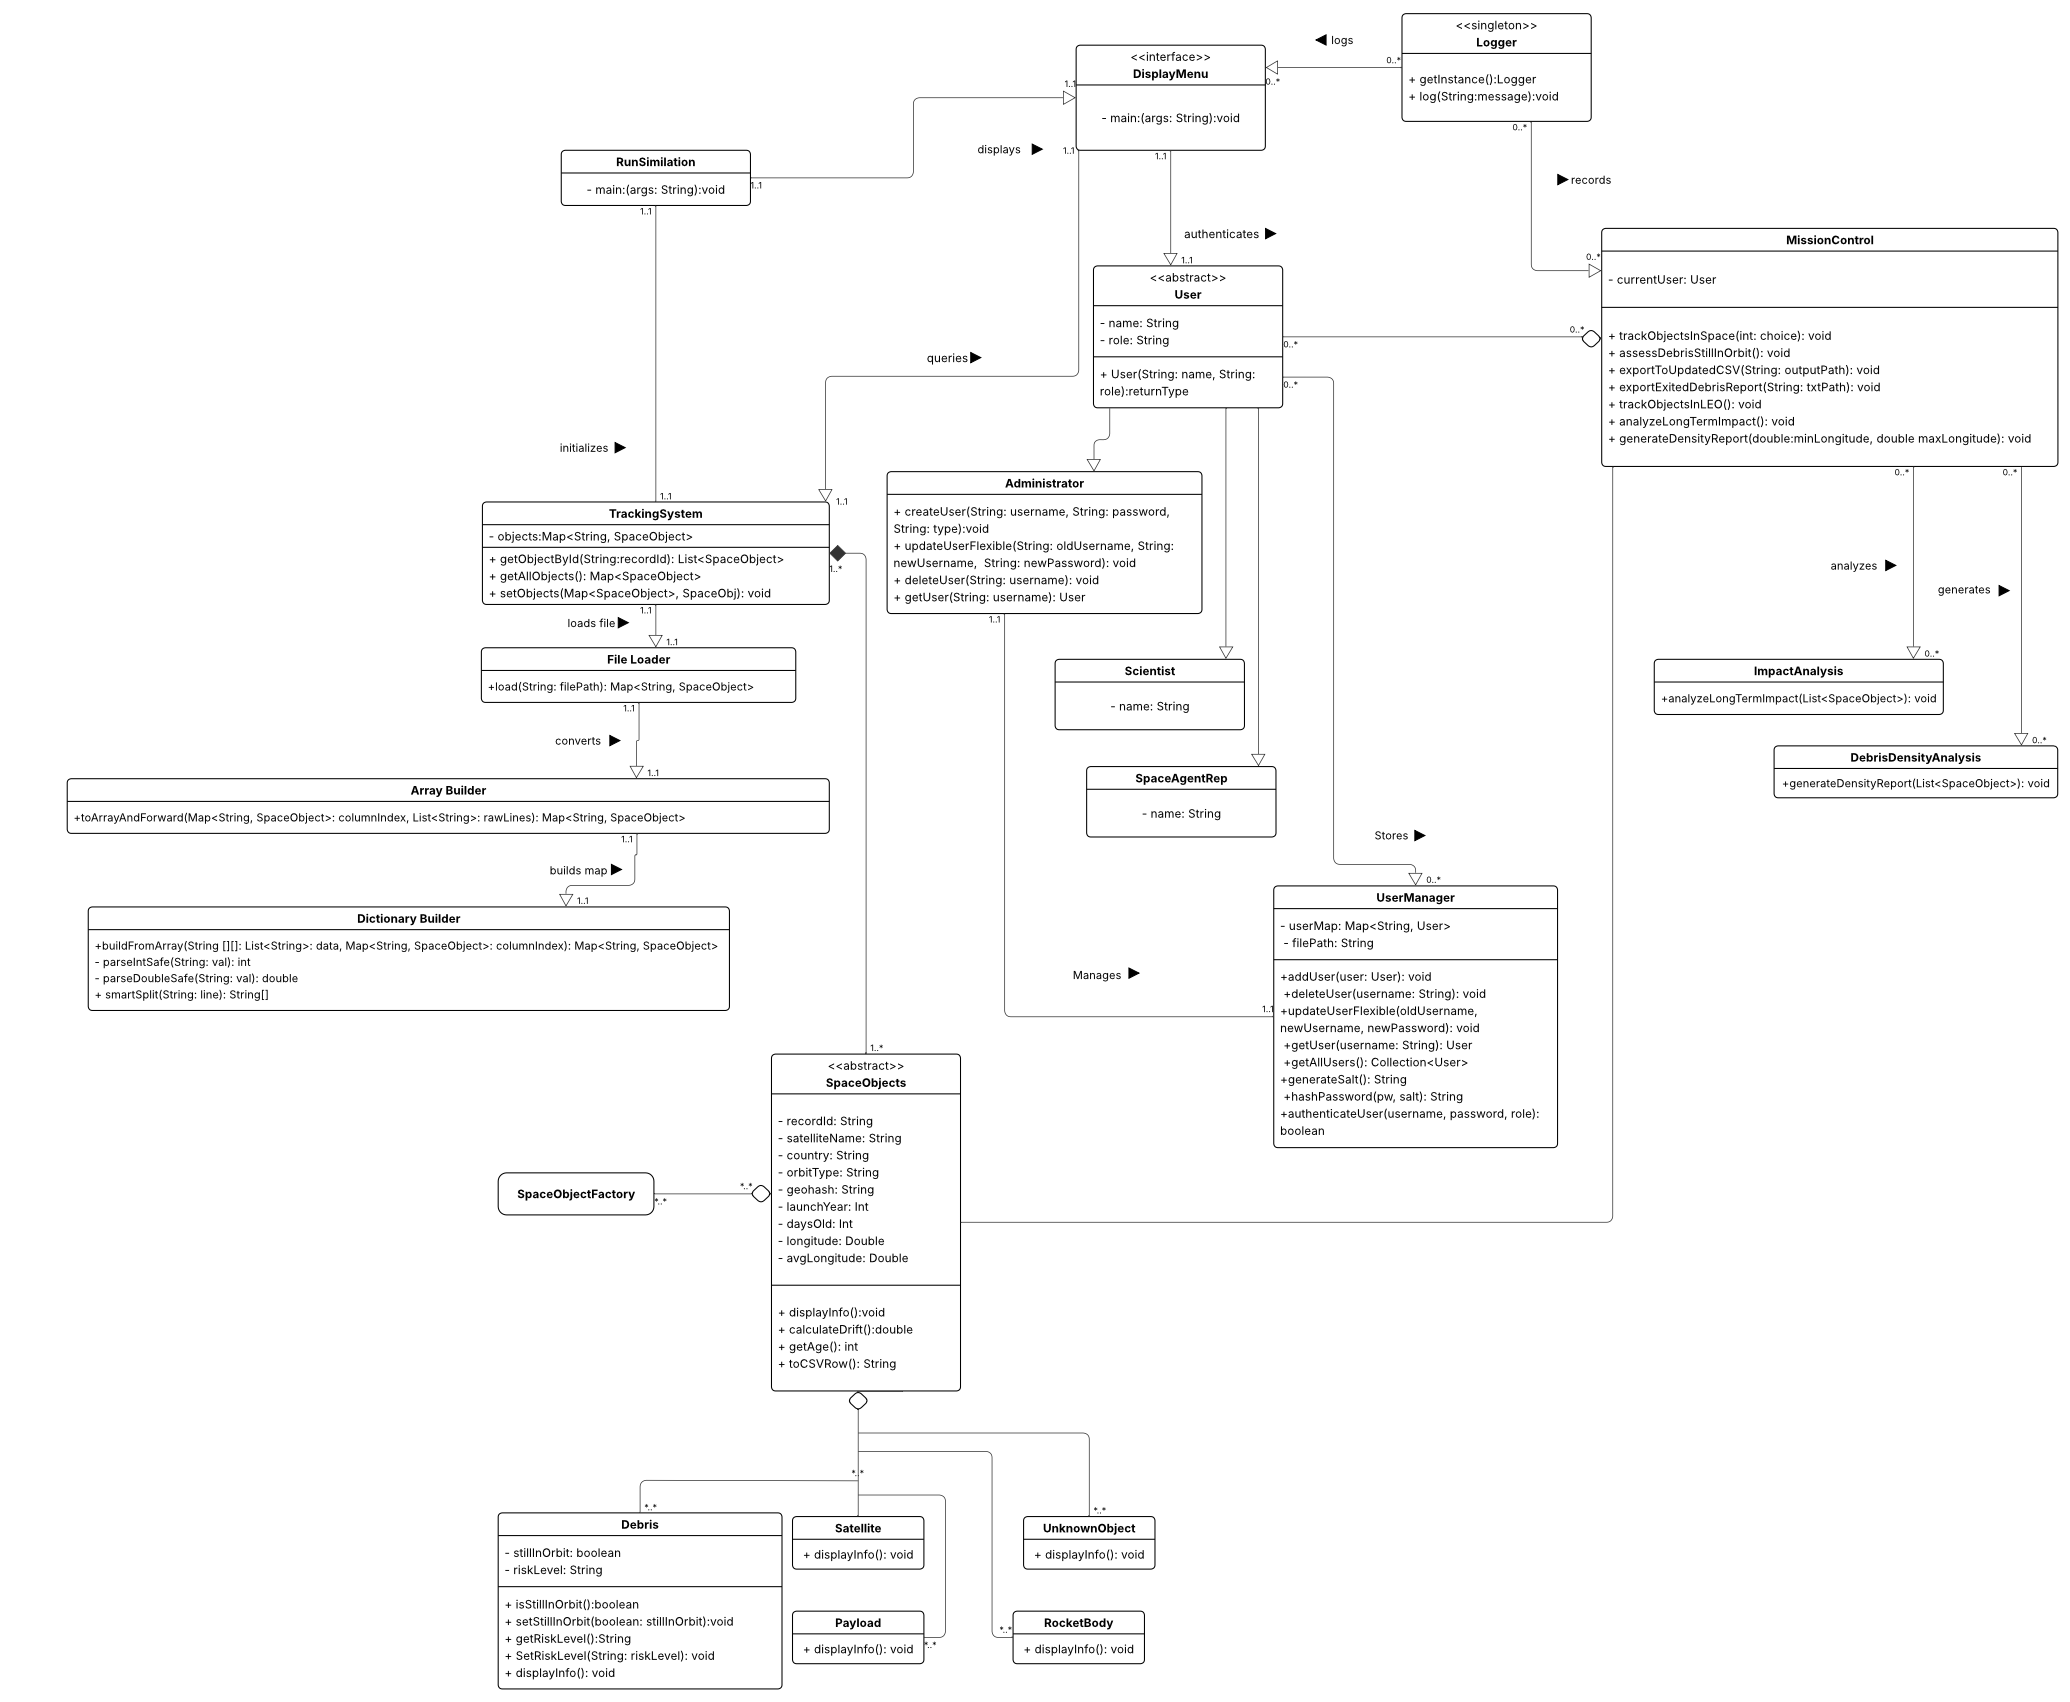 <<singleton>>
Logger
+ getInstance():Logger
+ log(String:message):void
logs
0..*
0..*
0..*
<<interface>>
DisplayMenu
- main:(args: String):void
1..1
1..1
1..1
displays
RunSimilation
- main:(args: String):void
1..1
1..1
records
authenticates
1..1
0..*
MissionControl
- currentUser: User
+ trackObjectsInSpace(int: choice): void
+ assessDebrisStillInOrbit(): void
+ exportToUpdatedCSV(String: outputPath): void
+ exportExitedDebrisReport(String: txtPath): void
+ trackObjectsInLEO(): void
+ analyzeLongTermImpact(): void
+ generateDensityReport(double:minLongitude, double maxLongitude): void
0..*
0..*
0..*
<<abstract>>
User
- name: String
- role: String
+ User(String: name, String:
role):returnType
0..*
0..*
queries
initializes
1..1
1..1
TrackingSystem
- objects:Map<String, SpaceObject>
+ getObjectById(String:recordId): List<SpaceObject>
+ getAllObjects(): Map<SpaceObject>
+ setObjects(Map<SpaceObject>, SpaceObj): void
1..*
1..1
loads file
1..1
Administrator
+ createUser(String: username, String: password,
String: type):void
+ updateUserFlexible(String: oldUsername, String:
newUsername,  String: newPassword): void
+ deleteUser(String: username): void
+ getUser(String: username): User
1..1
analyzes
generates
File Loader
+load(String: filePath): Map<String, SpaceObject>
1..1
converts
1..1
Scientist
- name: String
0..*
ImpactAnalysis
+analyzeLongTermImpact(List<SpaceObject>): void
0..*
DebrisDensityAnalysis
+generateDensityReport(List<SpaceObject>): void
SpaceAgentRep
- name: String
Array Builder
+toArrayAndForward(Map<String, SpaceObject>: columnIndex, List<String>: rawLines): Map<String, SpaceObject>
1..1
builds map
1..1
Stores
0..*
Dictionary Builder
+buildFromArray(String [][]: List<String>: data, Map<String, SpaceObject>: columnIndex): Map<String, SpaceObject>
- parseIntSafe(String: val): int
- parseDoubleSafe(String: val): double
+ smartSplit(String: line): String[]
Manages
1..1
UserManager
- userMap: Map<String, User>
- filePath: String
+addUser(user: User): void
+deleteUser(username: String): void
+updateUserFlexible(oldUsername,
newUsername, newPassword): void
+getUser(username: String): User
+getAllUsers(): Collection<User>
+generateSalt(): String
+hashPassword(pw, salt): String
+authenticateUser(username, password, role):
boolean
1..*
<<abstract>>
SpaceObjects
- recordId: String
- satelliteName: String
- country: String
- orbitType: String
- geohash: String
- launchYear: Int
- daysOld: Int
- longitude: Double
- avgLongitude: Double
+ displayInfo():void
+ calculateDrift():double
+ getAge(): int
+ toCSVRow(): String
SpaceObjectFactory
*..*
*..*
*..*
*..*
*..*
Debris
- stillInOrbit: boolean
- riskLevel: String
+ isStillInOrbit():boolean
+ setStillInOrbit(boolean: stillInOrbit):void
+ getRiskLevel():String
+ SetRiskLevel(String: riskLevel): void
+ displayInfo(): void
Satellite
+ displayInfo(): void
UnknownObject
+ displayInfo(): void
Payload
+ displayInfo(): void
*..*
*..*
RocketBody
+ displayInfo(): void